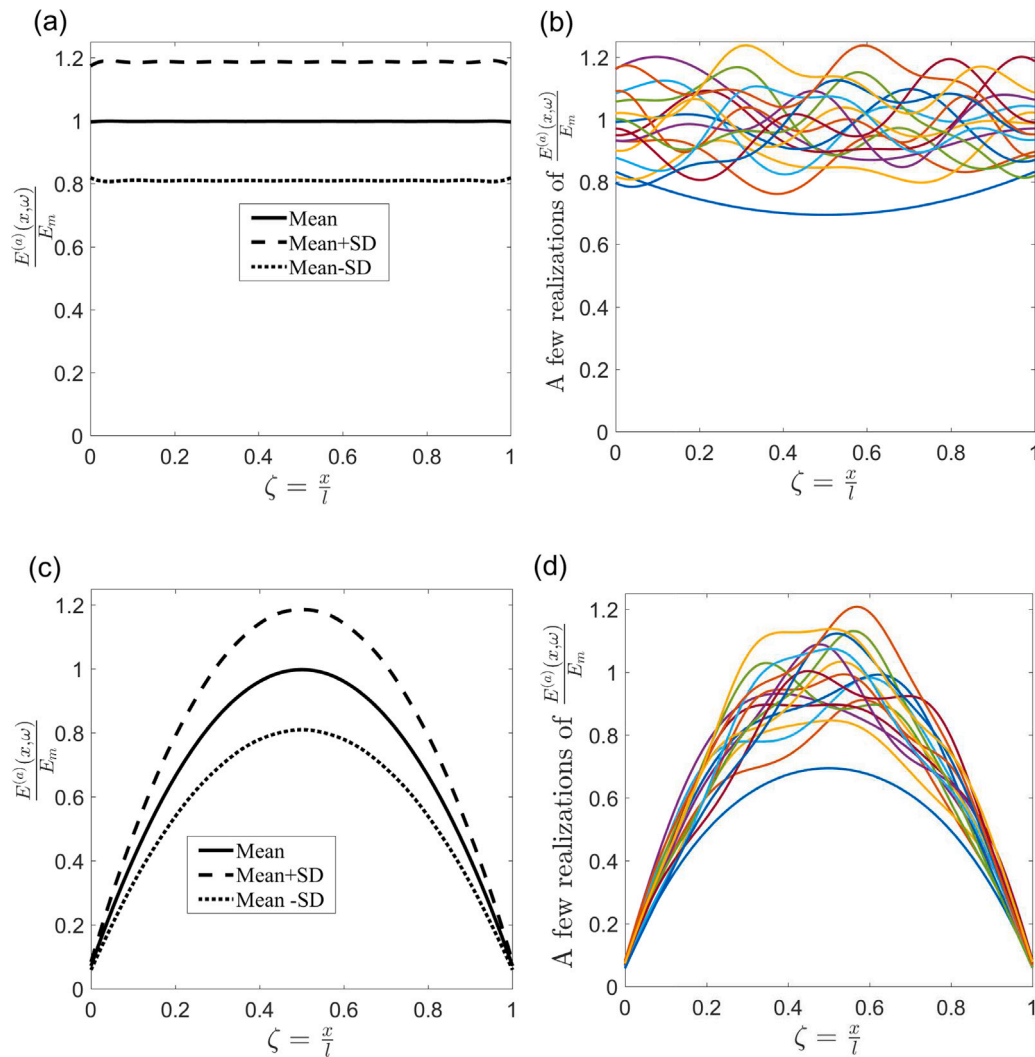 (a)
1.2
1
0.8
0.6
0.4
0.2
0
E^(a)(x,ω)
E_m
Mean
Mean+SD
Mean-SD
0 0.2 0.4 0.6 0.8 1
ζ = x/l
(b)
1.2
1
0.8
0.6
0.4
0.2
0
A few realizations of E^(a)(x,ω)/E_m
0 0.2 0.4 0.6 0.8 1
ζ = x/l
(c)
1.2
1
0.8
0.6
0.4
0.2
0
E^(a)(x,ω)
E_m
Mean
Mean+SD
Mean -SD
0 0.2 0.4 0.6 0.8 1
ζ = x/l
(d)
1.2
1
0.8
0.6
0.4
0.2
0
A few realizations of E^(a)(x,ω)/E_m
0 0.2 0.4 0.6 0.8 1
ζ = x/l